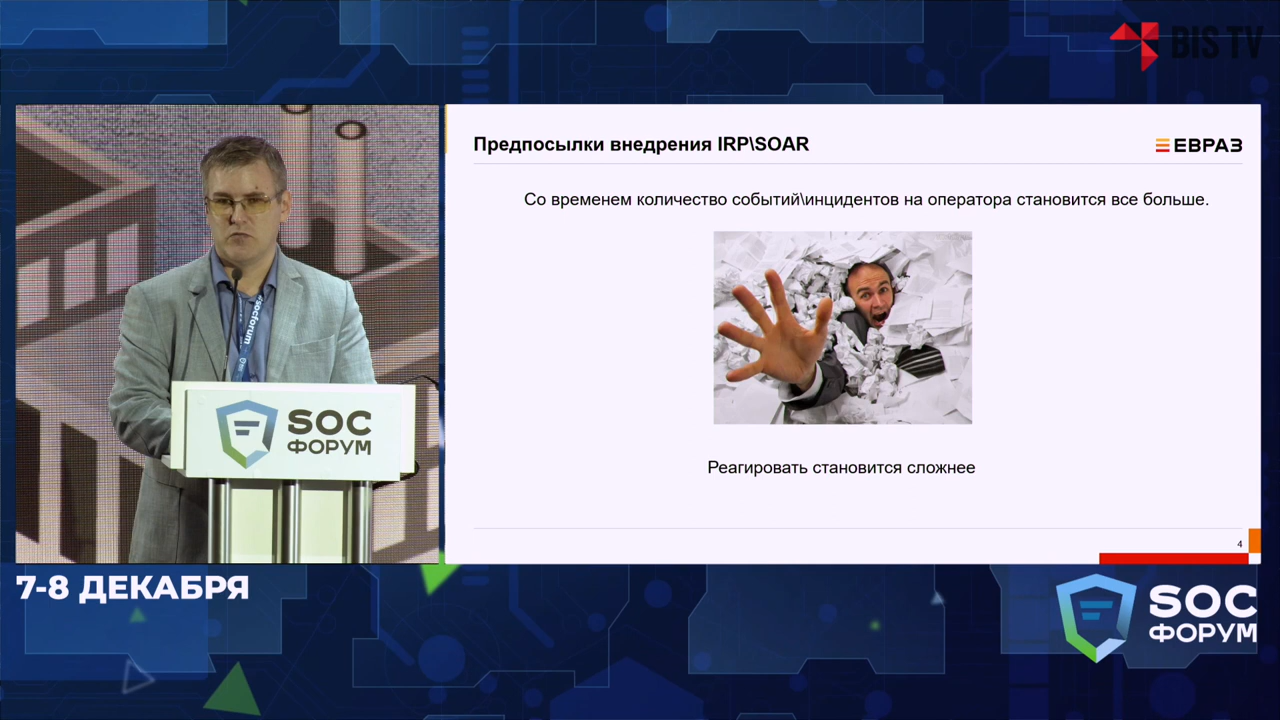 BIS TV
Предпосылки внедрения IRP\SOAR
ЕВРАЗ
Со временем количество событий\инцидентов на оператора становится все больше.
#socforum
SOC
ФОРУМ
Реагировать становится сложнее
4
7-8 ДЕКАБРЯ
SOC
ФОРУМ